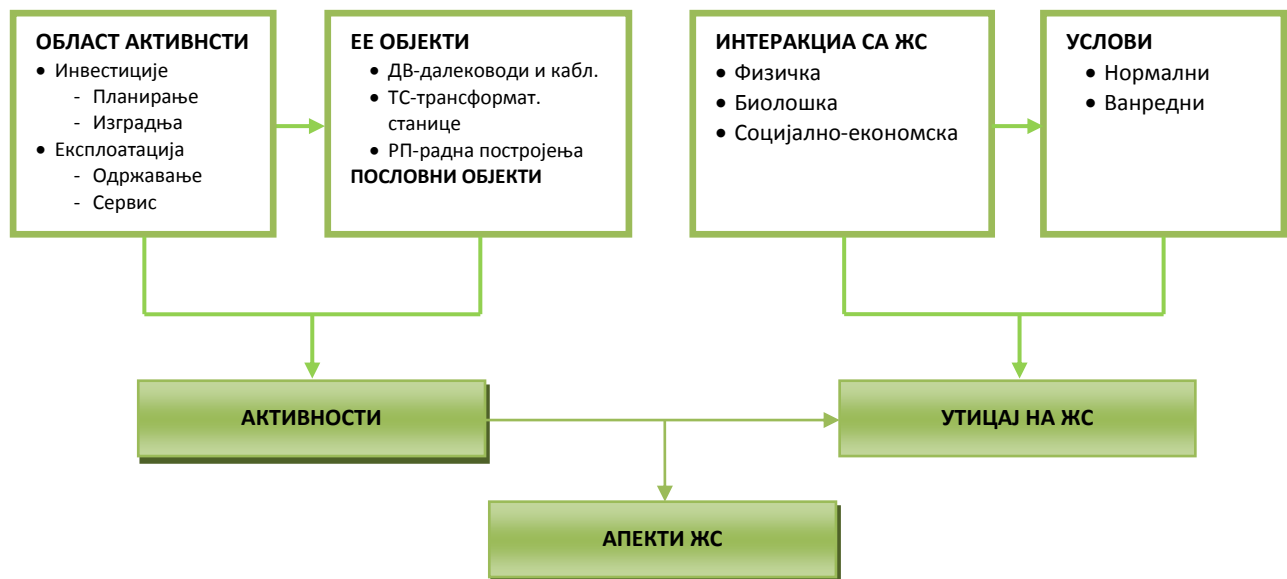 ОБЛАСТ АКТИВНСТИ
• Инвестиције
- Планирање
- Изградња
• Експлоатација
- Одржавање
- Сервис
ЕЕ ОБЈЕКТИ
• ДВ-далеководи и кабл.
• ТС-трансформат.
станице
• РП-радна постројења
ПОСЛОВНИ ОБЈЕКТИ
ИНТЕРАКЦИА СА ЖС
• Физичка
• Биолошка
• Социјално-економска
УСЛОВИ
• Нормални
• Ванредни
АКТИВНОСТИ
УТИЦАЈ НА ЖС
АПЕКТИ ЖС